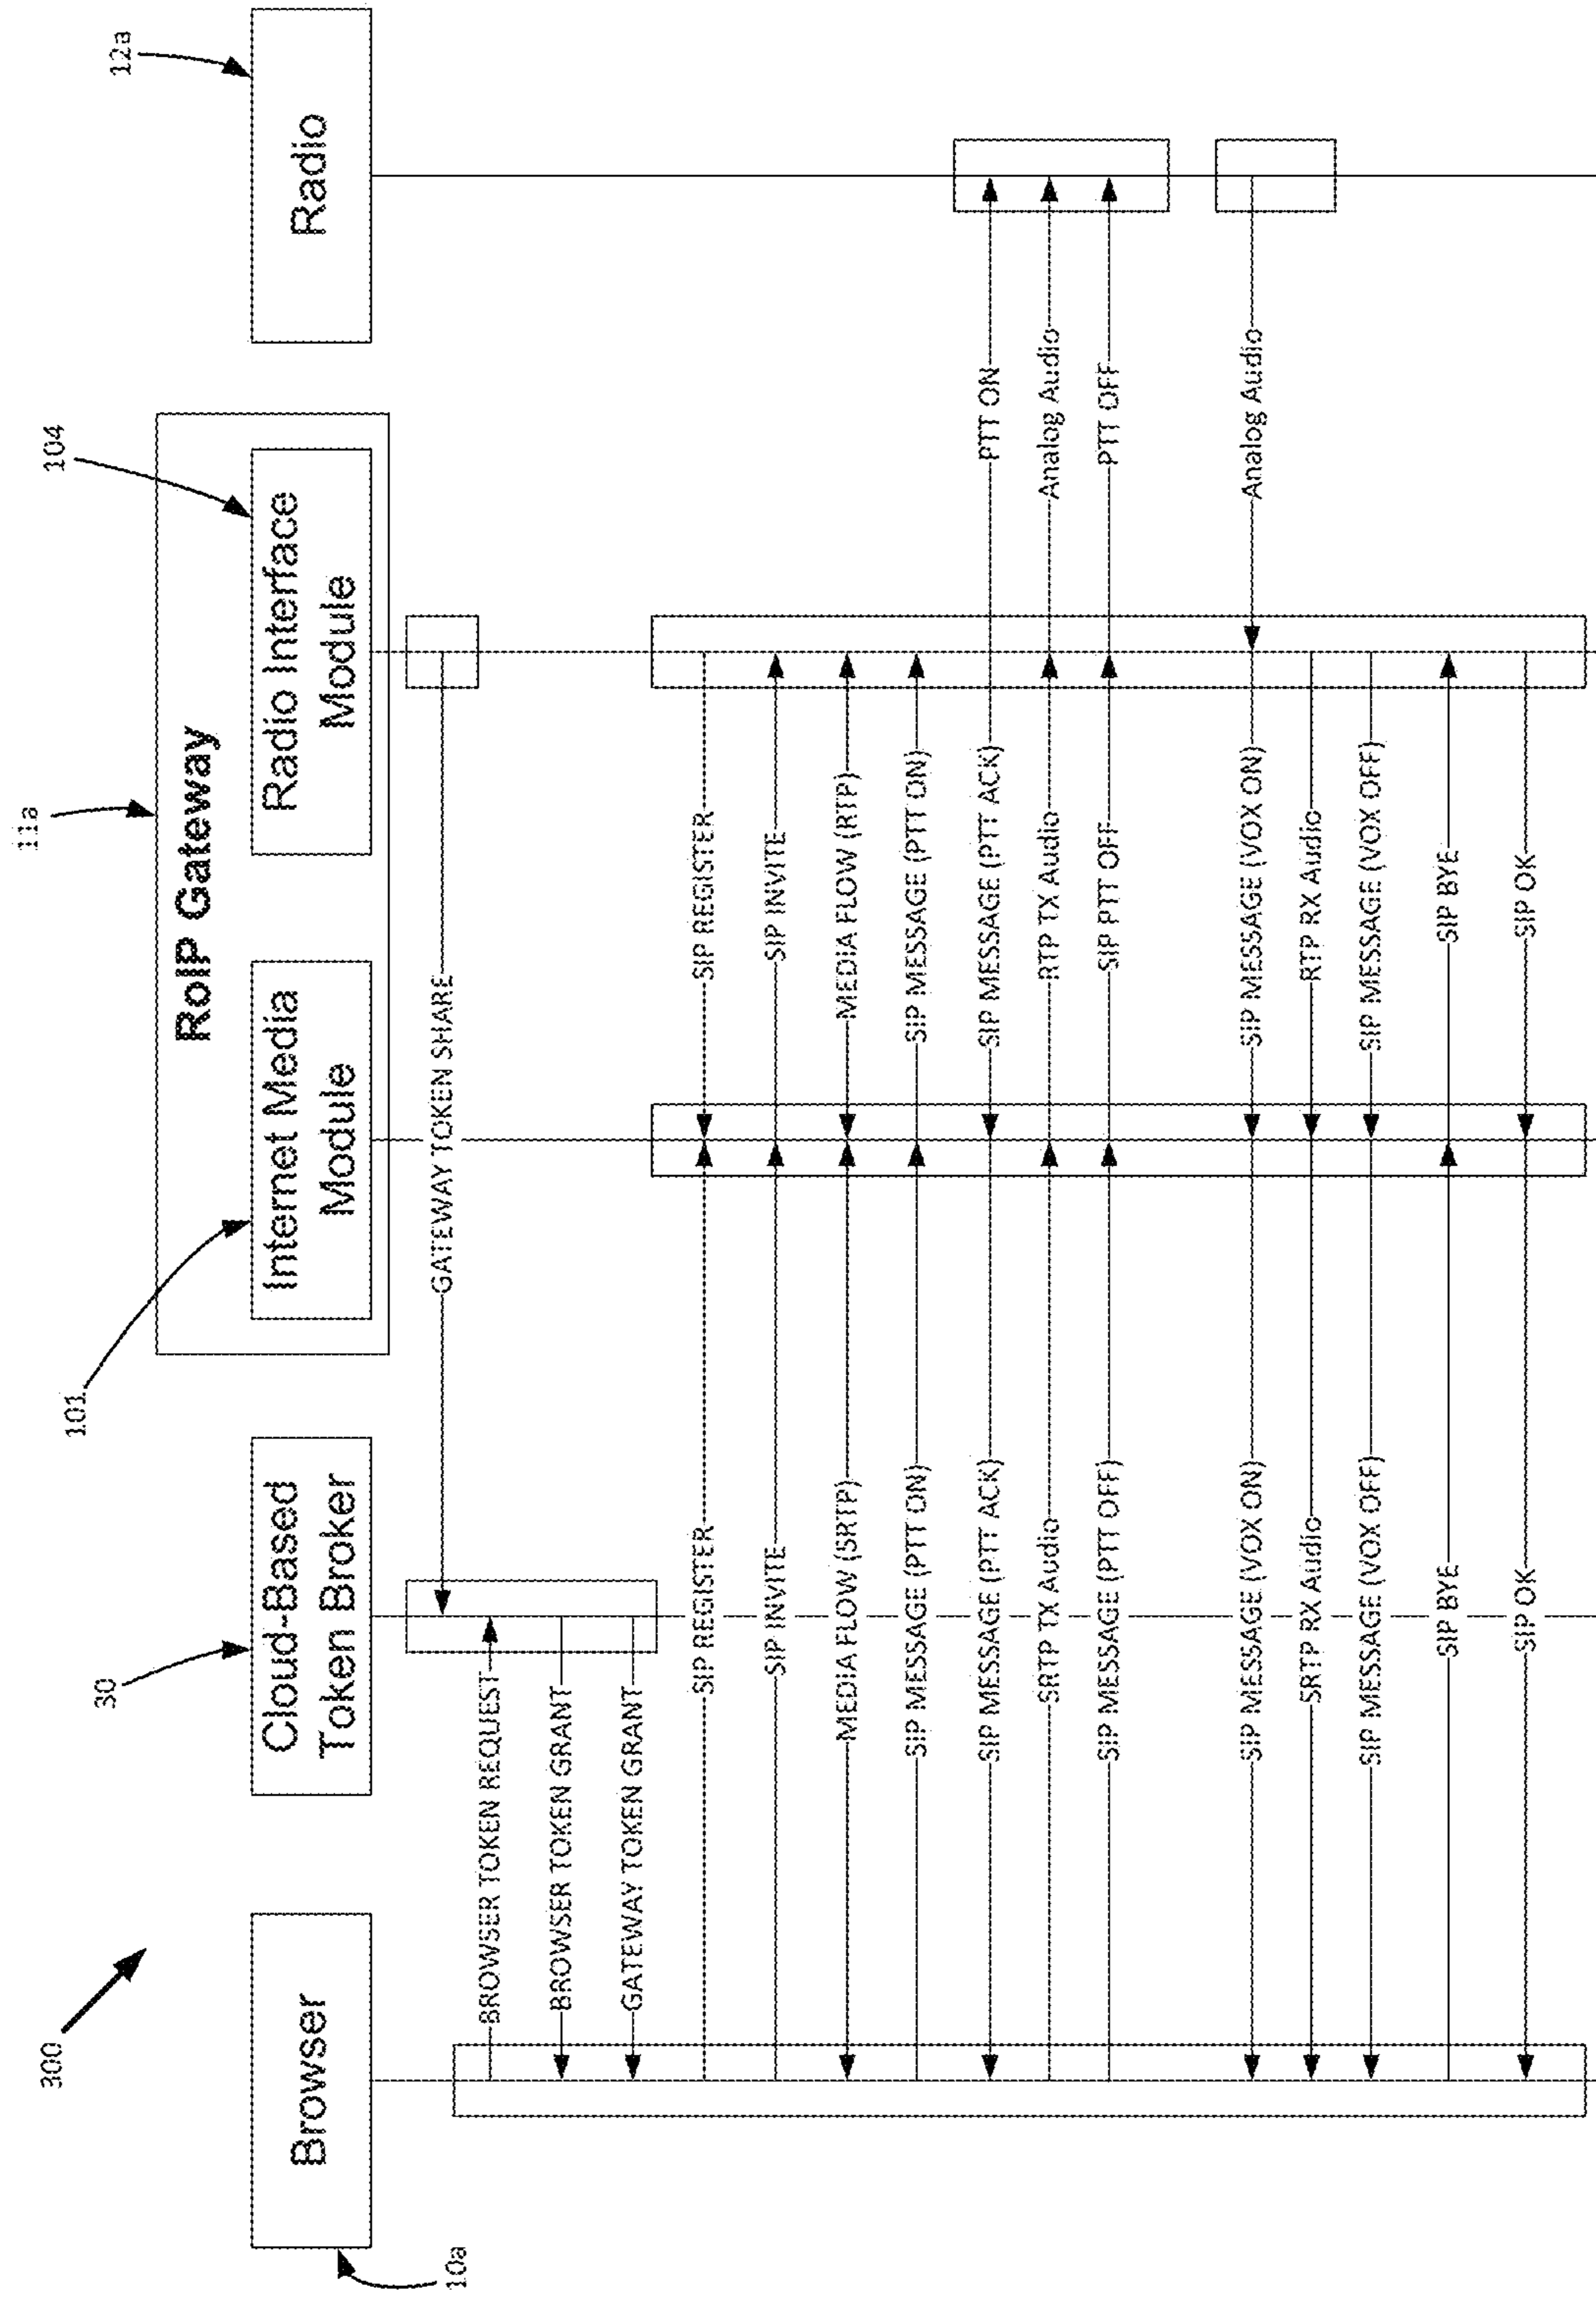 300
10a
30
101
11a
104
12a
Browser
Cloud-Based
Token Broker
RoIP Gateway
Internet Media
Module
Radio Interface
Module
Radio
GATEWAY TOKEN SHARE
BROWSER TOKEN REQUEST
BROWSER TOKEN GRANT
GATEWAY TOKEN GRANT
SIP REGISTER
SIP REGISTER
SIP INVITE
SIP INVITE
MEDIA FLOW (SRTP)
MEDIA FLOW (RTP)
SIP MESSAGE (PTT ON)
SIP MESSAGE (PTT ON)
SIP MESSAGE (PTT ACK)
SIP MESSAGE (PTT ACK)
PTT ON
SRTP TX Audio
RTP TX Audio
Analog Audio
SIP MESSAGE (PTT OFF)
SIP PTT OFF
PTT OFF
SIP MESSAGE (VOX ON)
SIP MESSAGE (VOX ON)
Analog Audio
SRTP RX Audio
RTP RX Audio
SIP MESSAGE (VOX OFF)
SIP MESSAGE (VOX OFF)
SIP BYE
SIP BYE
SIP OK
SIP OK